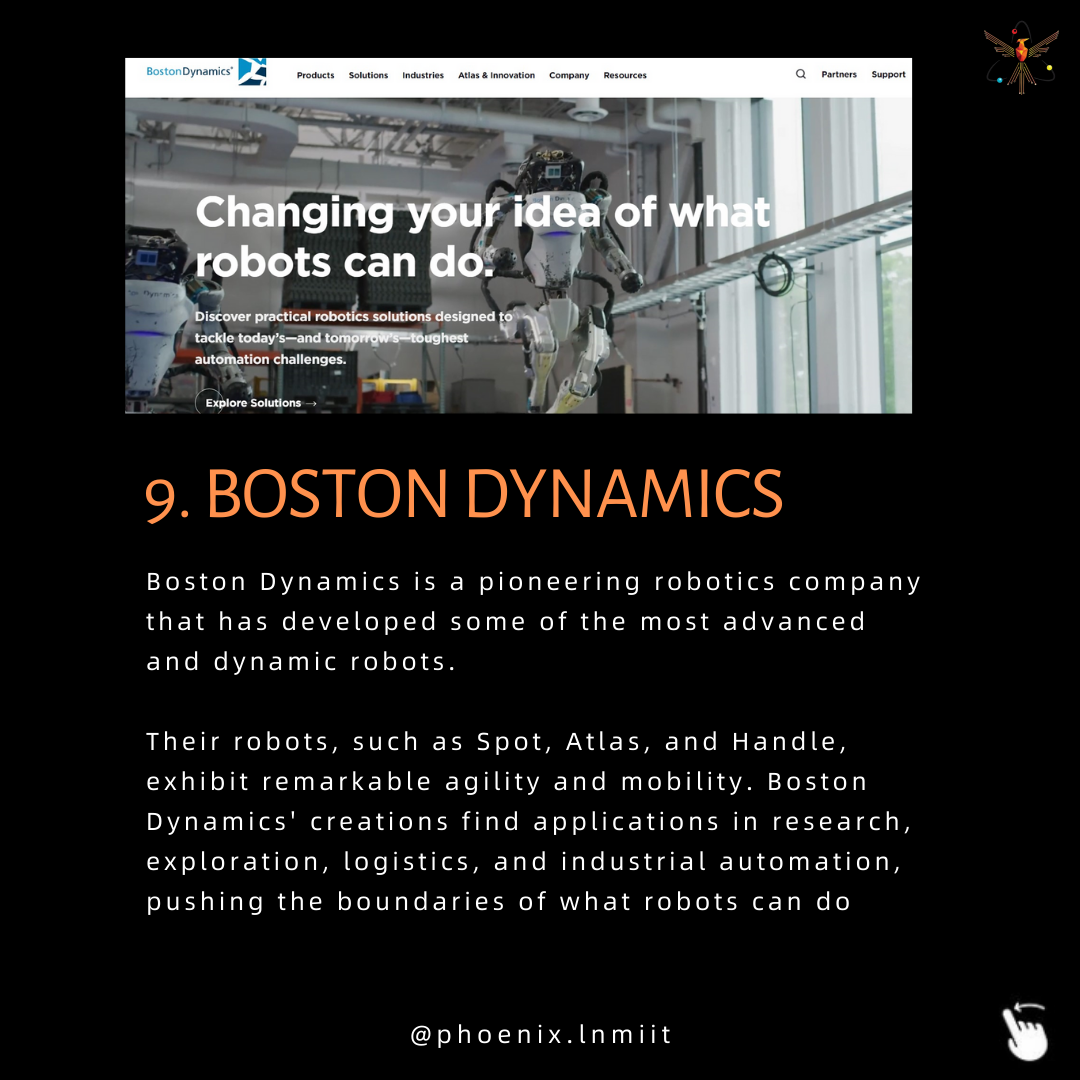 BostonDynamics
Products Solutions Industries Atlas & Innovation Company Resources Partners Support
Changing your idea of what
robots can do.
Discover practical robotics solutions designed to
tackle today's—and tomorrow's—toughest
automation challenges.
Explore Solutions →
9. BOSTON DYNAMICS
Boston Dynamics is a pioneering robotics company
that has developed some of the most advanced
and dynamic robots.
Their robots, such as Spot, Atlas, and Handle,
exhibit remarkable agility and mobility. Boston
Dynamics' creations find applications in research,
exploration, logistics, and industrial automation,
pushing the boundaries of what robots can do
@phoenix.lnmiit